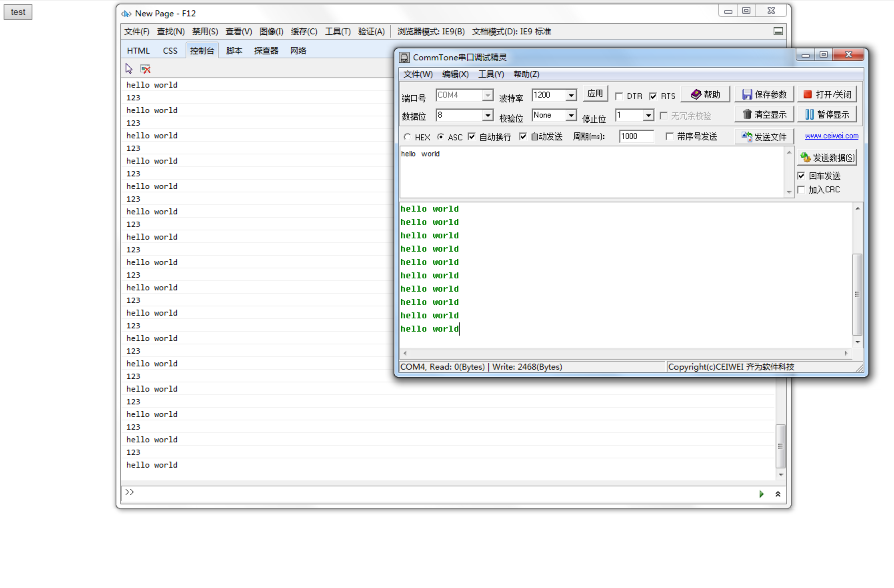 test
New Page - F12
文件(F) 查找(N) 禁用(S) 查看(V) 图像(I) 缓存(C) 工具(T) 验证(A) 浏览器模式: IE9(B) 文档模式(D): IE9 标准
HTML CSS 控制台 脚本 探查器 网络
hello world
123
hello world
123
hello world
123
hello world
123
hello world
123
hello world
123
hello world
123
hello world
123
hello world
123
hello world
123
hello world
123
hello world
123
hello world
123
hello world
123
hello world
123
hello world
>>
CommTone串口调试精灵
文件(W) 编辑(X) 工具(Y) 帮助(Z)
端口号 COM4 波特率 1200 应用 DTR RTS 帮助 保存参数 打开/关闭
数据位 8 校验位 None 停止位 1 无冗余校验 清空显示 暂停显示
HEX ASC 自动换行 自动发送 周期(ms): 1000 带序号发送 发送文件 www.ceiwei.com
hello world
发送数据(S)
回车发送
加入CRC
hello world
hello world
hello world
hello world
hello world
hello world
hello world
hello world
hello world
hello world
COM4, Read: 0(Bytes) | Write: 2468(Bytes) Copyright(c)CEIWEI 齐为软件科技